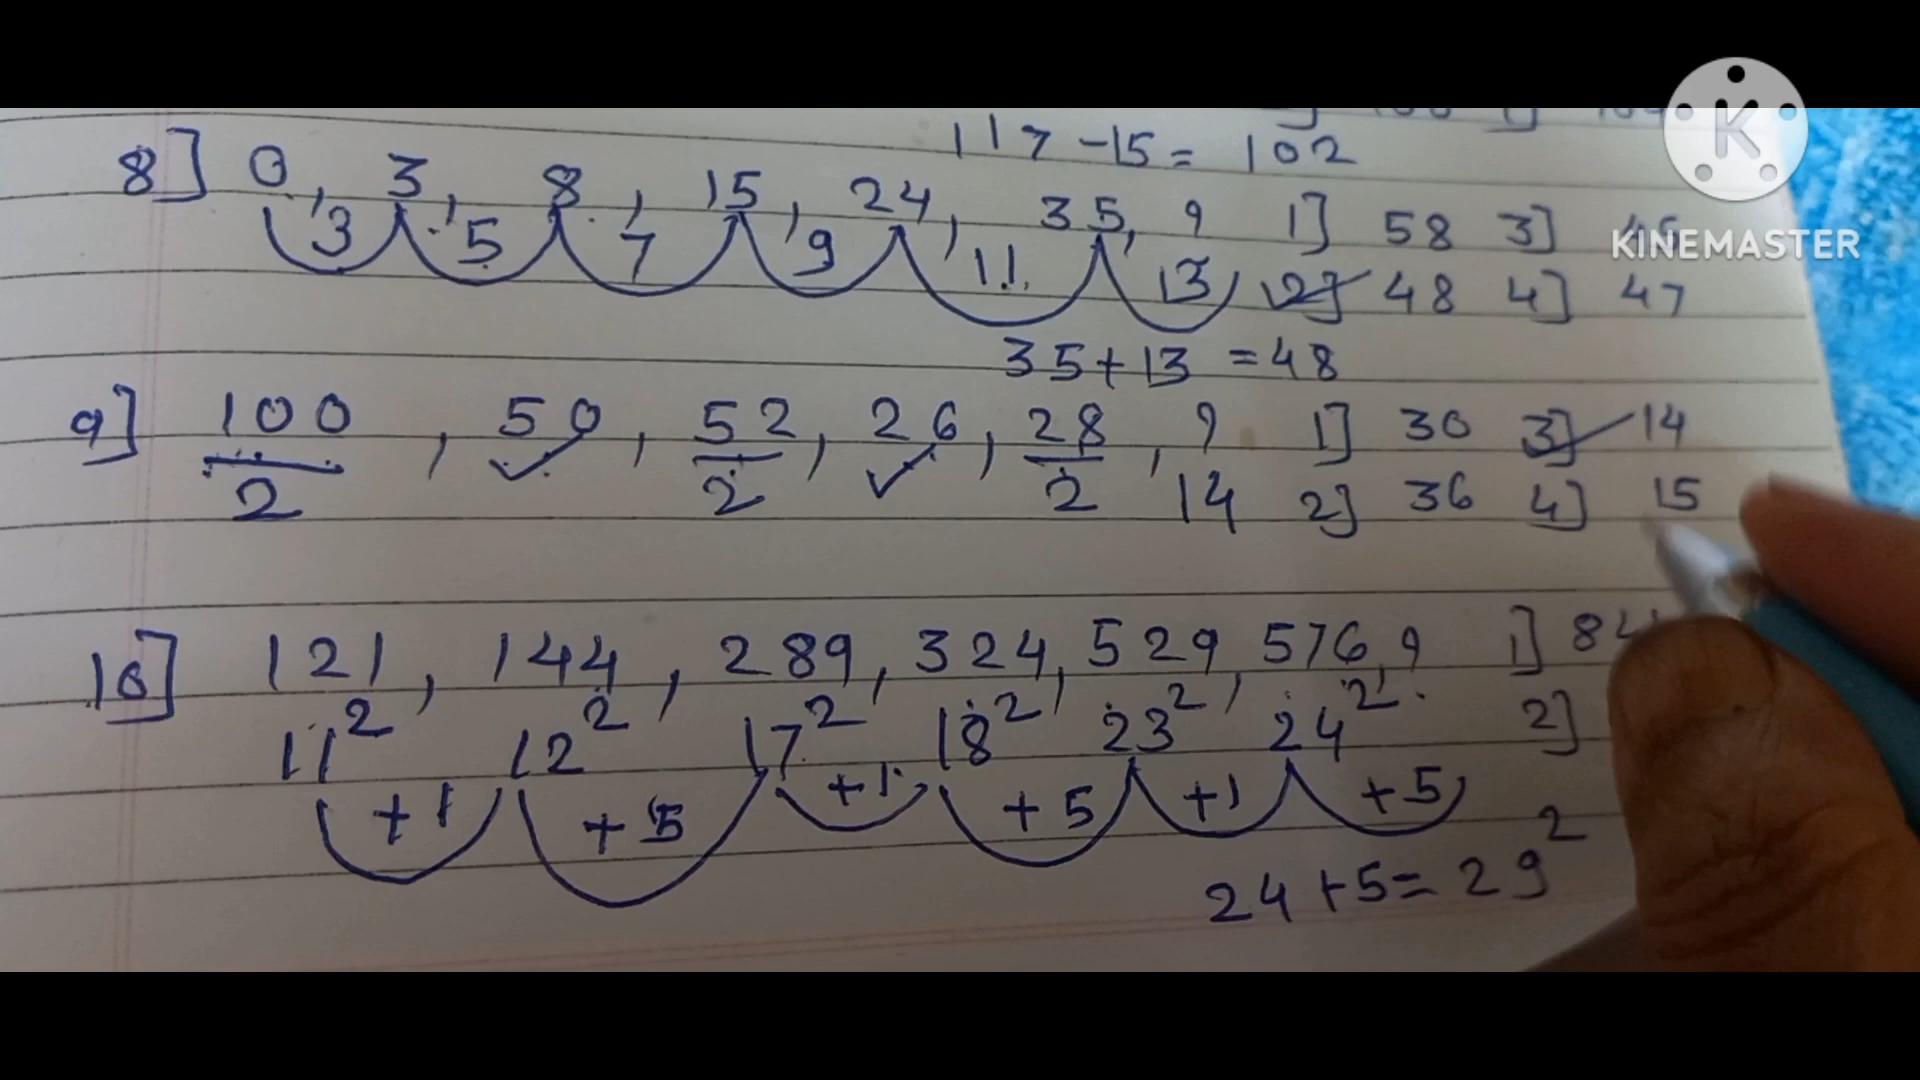 117 -15 = 102
8] 0, 3, 8, 15, 24, 35, ? 1] 58 3] 46
3 5 7 9 11 13 2] 48 4] 47
35+13 = 48
9] 100/2, 50, 52/2, 26, 28/2, ? 1] 30 3] 14
14 2] 36 4] 15
10] 121, 144, 289, 324, 529, 576, ? 1] 84
11² 12² 17² 18² 23² 24² 2]
+1 +5 +1 +5 +1 +5
24+5=29²
KINEMASTER